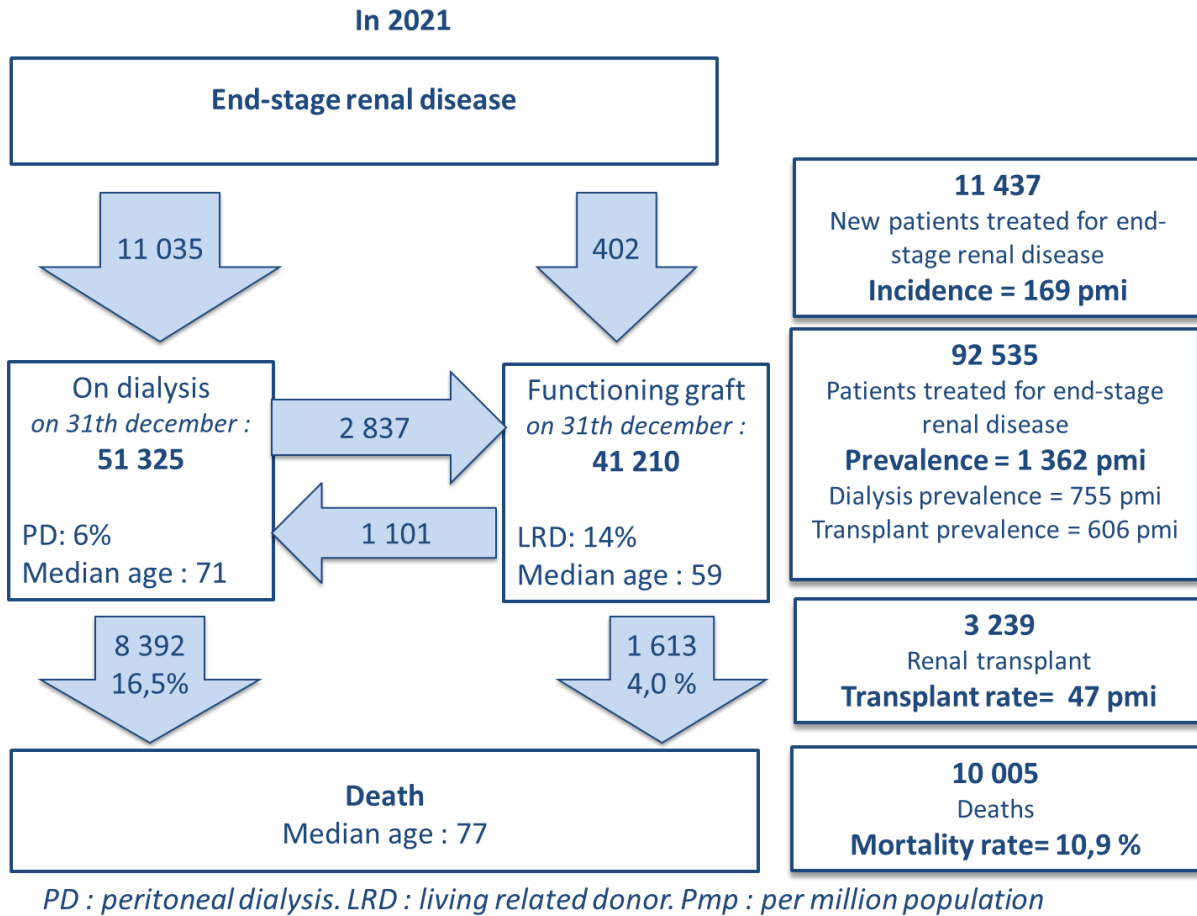 In 2021
End-stage renal disease
11 035
402
On dialysis
on 31th december :
51 325
PD: 6%
Median age : 71
2 837
1 101
Functioning graft
on 31th december :
41 210
LRD: 14%
Median age : 59
8 392
16,5%
1 613
4,0 %
Death
Median age : 77
11 437
New patients treated for end-
stage renal disease
Incidence = 169 pmi
92 535
Patients treated for end-stage
renal disease
Prevalence = 1 362 pmi
Dialysis prevalence = 755 pmi
Transplant prevalence = 606 pmi
3 239
Renal transplant
Transplant rate= 47 pmi
10 005
Deaths
Mortality rate= 10,9 %
PD : peritoneal dialysis. LRD : living related donor. Pmp : per million population